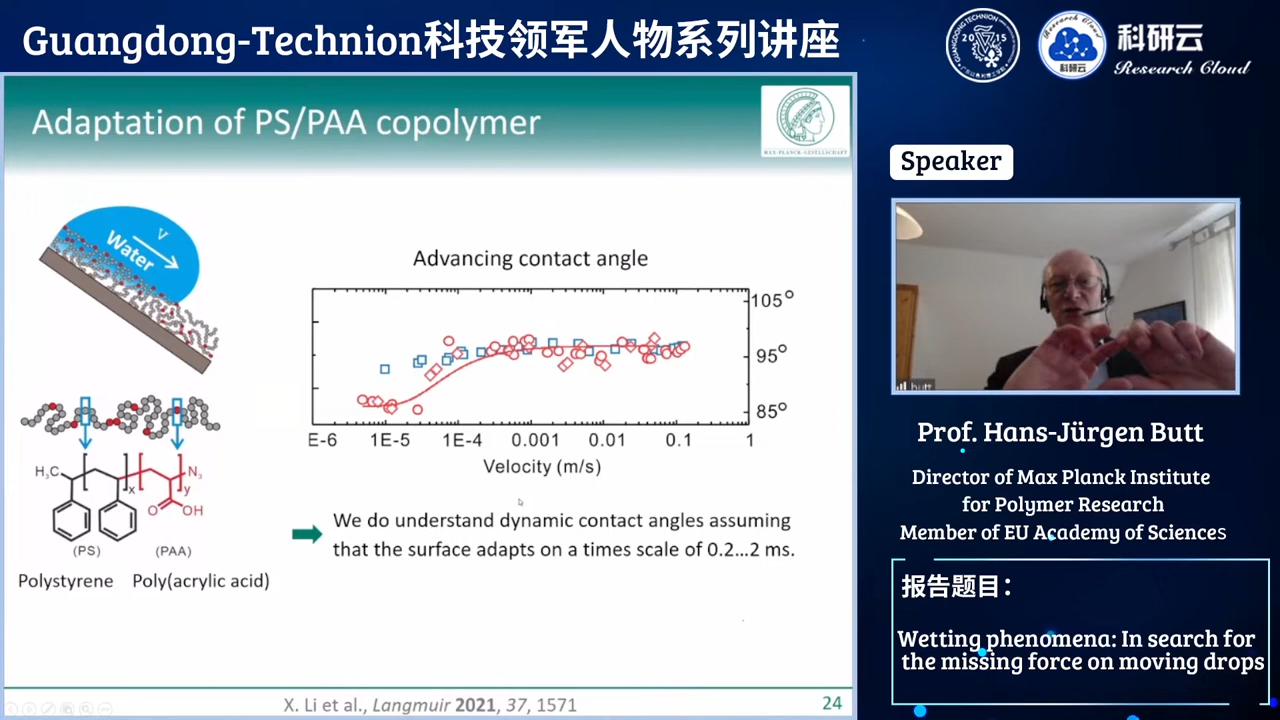 Guangdong-Technion科技领军人物系列讲座
科研云
Research Cloud
Adaptation of PS/PAA copolymer
MAX-PLANCK-GESELLSCHAFT
Water
V
Advancing contact angle
105°
95°
85°
E-6 1E-5 1E-4 0.001 0.01 0.1 1
Velocity (m/s)
H₃C
x
y
N₃
O
OH
(PS) (PAA)
Polystyrene Poly(acrylic acid)
We do understand dynamic contact angles assuming
that the surface adapts on a times scale of 0.2...2 ms.
X. Li et al., Langmuir 2021, 37, 1571
24
Speaker
butt
Prof. Hans-Jürgen Butt
Director of Max Planck Institute
for Polymer Research
Member of EU Academy of Sciences
报告题目：
Wetting phenomena: In search for
the missing force on moving drops